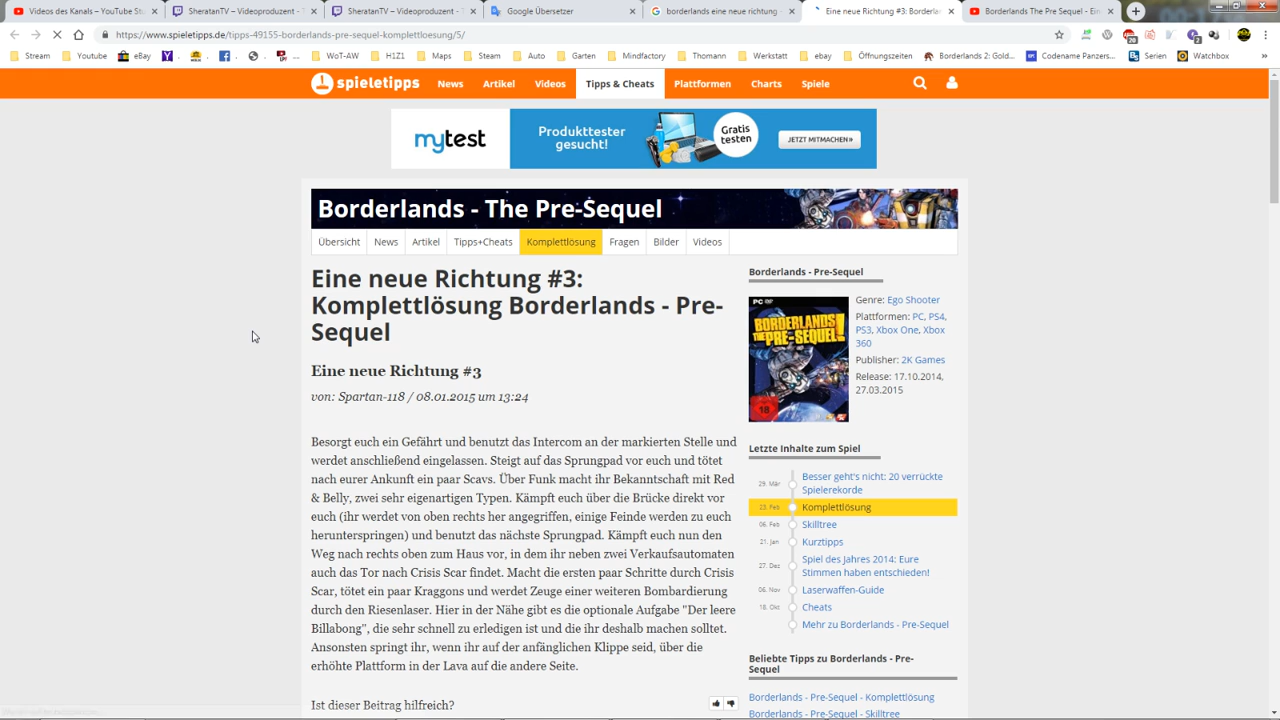 Videos des Kanals – YouTube Stu
SheratanTV – Videoproduzent - T
SheratanTV – Videoproduzent - T
Google Übersetzer
borderlands eine neue richtung -
Eine neue Richtung #3: Borderlan
Borderlands The Pre Sequel - Ein
https://www.spieletipps.de/tipps-49155-borderlands-pre-sequel-komplettloesung/5/
Stream Youtube eBay WoT-AW H1Z1 Maps Steam Auto Garten Mindfactory Thomann Werkstatt ebay Öffnungszeiten Borderlands 2: Gold... Codename Panzers... Serien Watchbox
spieletipps News Artikel Videos Tipps & Cheats Plattformen Charts Spiele
mytest
Produkttester
gesucht!
Gratis
testen
JETZT MITMACHEN»
Borderlands - The Pre-Sequel
Übersicht News Artikel Tipps+Cheats Komplettlösung Fragen Bilder Videos
Eine neue Richtung #3:
Komplettlösung Borderlands - Pre-
Sequel
Eine neue Richtung #3
von: Spartan-118 / 08.01.2015 um 13:24
Besorgt euch ein Gefährt und benutzt das Intercom an der markierten Stelle und
werdet anschließend eingelassen. Steigt auf das Sprungpad vor euch und tötet
nach eurer Ankunft ein paar Scavs. Über Funk macht ihr Bekanntschaft mit Red
& Belly, zwei sehr eigenartigen Typen. Kämpft euch über die Brücke direkt vor
euch (ihr werdet von oben rechts her angegriffen, einige Feinde werden zu euch
herunterspringen) und benutzt das nächste Sprungpad. Kämpft euch nun den
Weg nach rechts oben zum Haus vor, in dem ihr neben zwei Verkaufsautomaten
auch das Tor nach Crisis Scar findet. Macht die ersten paar Schritte durch Crisis
Scar, tötet ein paar Kraggons und werdet Zeuge einer weiteren Bombardierung
durch den Riesenlaser. Hier in der Nähe gibt es die optionale Aufgabe "Der leere
Billabong", die sehr schnell zu erledigen ist und die ihr deshalb machen solltet.
Ansonsten springt ihr, wenn ihr auf der anfänglichen Klippe seid, über die
erhöhte Plattform in der Lava auf die andere Seite.
Ist dieser Beitrag hilfreich?
Borderlands - Pre-Sequel
PC DVD
BORDERLANDS
THE PRE-SEQUEL!
18
Genre: Ego Shooter
Plattformen: PC, PS4,
PS3, Xbox One, Xbox
360
Publisher: 2K Games
Release: 17.10.2014,
27.03.2015
Letzte Inhalte zum Spiel
29. Mär Besser geht's nicht: 20 verrückte
Spielerekorde
23. Feb Komplettlösung
06. Feb Skilltree
21. Jan Kurztipps
27. Dez Spiel des Jahres 2014: Eure
Stimmen haben entschieden!
06. Nov Laserwaffen-Guide
18. Okt Cheats
Mehr zu Borderlands - Pre-Sequel
Beliebte Tipps zu Borderlands - Pre-
Sequel
Borderlands - Pre-Sequel - Komplettlösung
Borderlands - Pre-Sequel - Skilltree